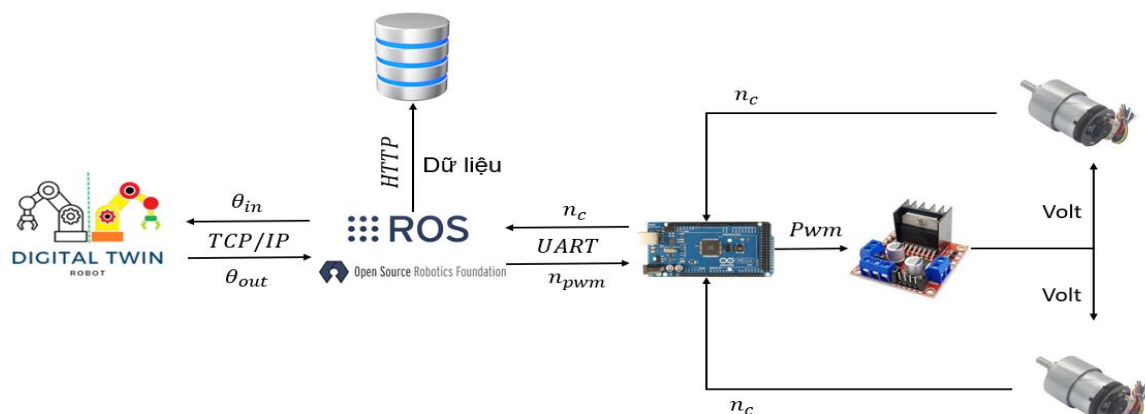 n_c
HTTP
Dữ liệu
θ_in
TCP/IP
θ_out
DIGITAL TWIN
ROBOT
ROS
Open Source Robotics Foundation
n_c
UART
n_pwm
Pwm
Volt
Volt
n_c